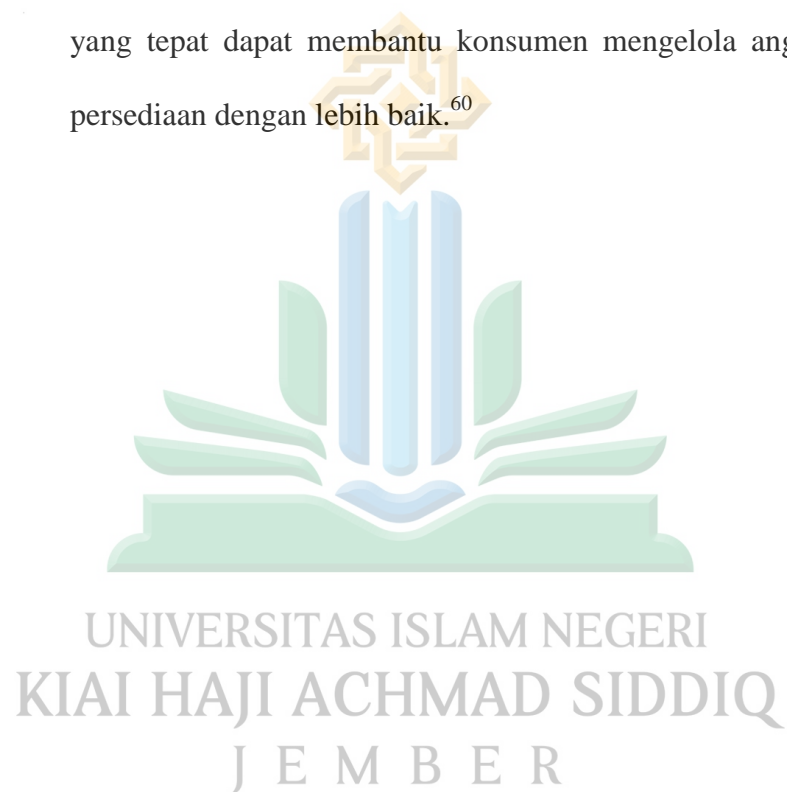 yang tepat dapat membantu konsumen mengelola ang
persediaan dengan lebih baik.60
UNIVERSITAS ISLAM NEGERI
KIAI HAJI ACHMAD SIDDIQ
J E M B E R